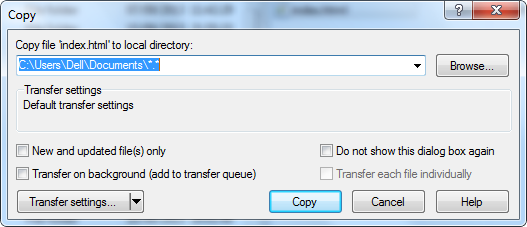 Copy
Copy file 'index.html' to local directory:
C:\Users\Dell\Documents\*.*
Browse...
Transfer settings
Default transfer settings
New and updated file(s) only
Do not show this dialog box again
Transfer on background (add to transfer queue)
Transfer each file individually
Transfer settings...
Copy
Cancel
Help